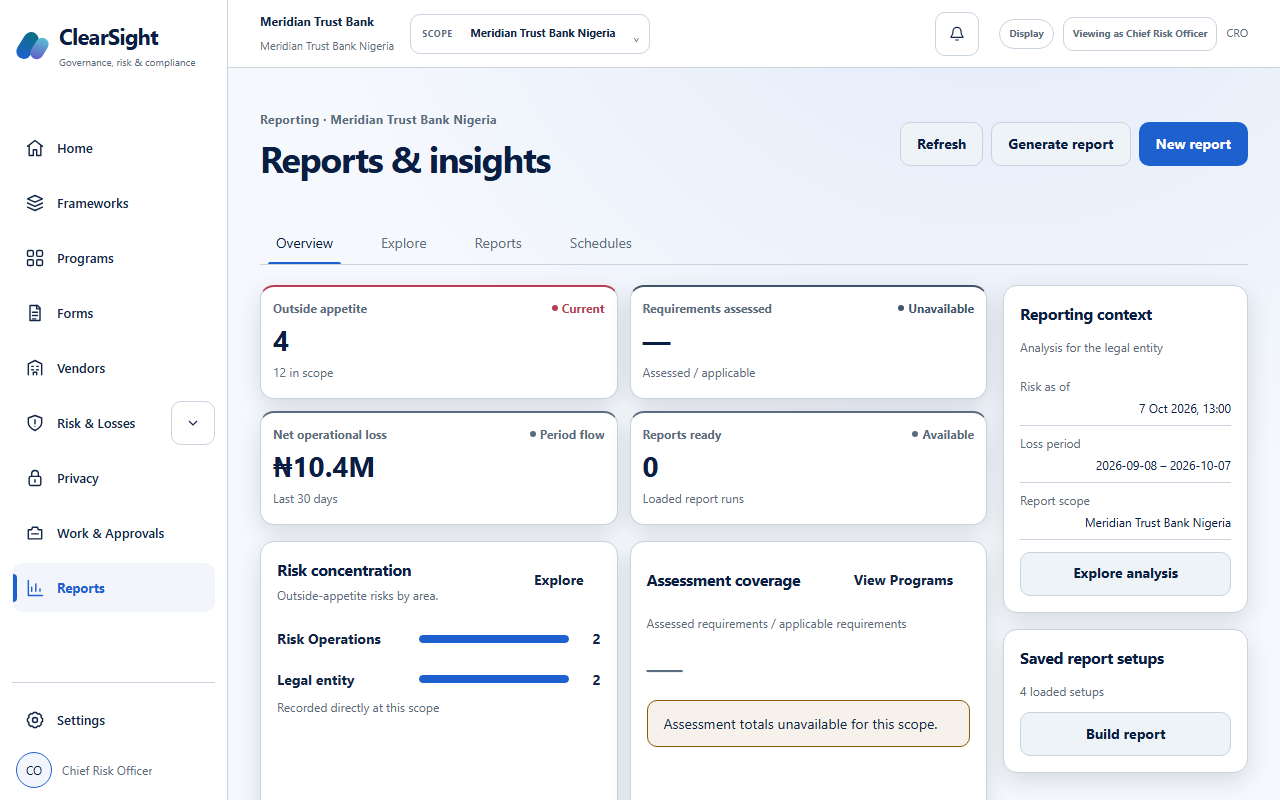 ClearSight
Governance, risk & compliance
Home
Frameworks
Programs
Forms
Vendors
Risk & Losses
Privacy
Work & Approvals
Reports
Settings
CO
Chief Risk Officer
Meridian Trust Bank
Meridian Trust Bank Nigeria
SCOPE
Meridian Trust Bank Nigeria
Display
Viewing as Chief Risk Officer
CRO
Reporting · Meridian Trust Bank Nigeria
Reports & insights
Refresh
Generate report
New report
Overview
Explore
Reports
Schedules
Outside appetite
Current
4
12 in scope
Requirements assessed
Unavailable
—
Assessed / applicable
Net operational loss
Period flow
₦10.4M
Last 30 days
Reports ready
Available
0
Loaded report runs
Risk concentration
Outside-appetite risks by area.
Explore
Risk Operations
2
Legal entity
2
Recorded directly at this scope
Assessment coverage
View Programs
Assessed requirements / applicable requirements
—
Assessment totals unavailable for this scope.
Reporting context
Analysis for the legal entity
Risk as of
7 Oct 2026, 13:00
Loss period
2026-09-08 – 2026-10-07
Report scope
Meridian Trust Bank Nigeria
Explore analysis
Saved report setups
4 loaded setups
Build report